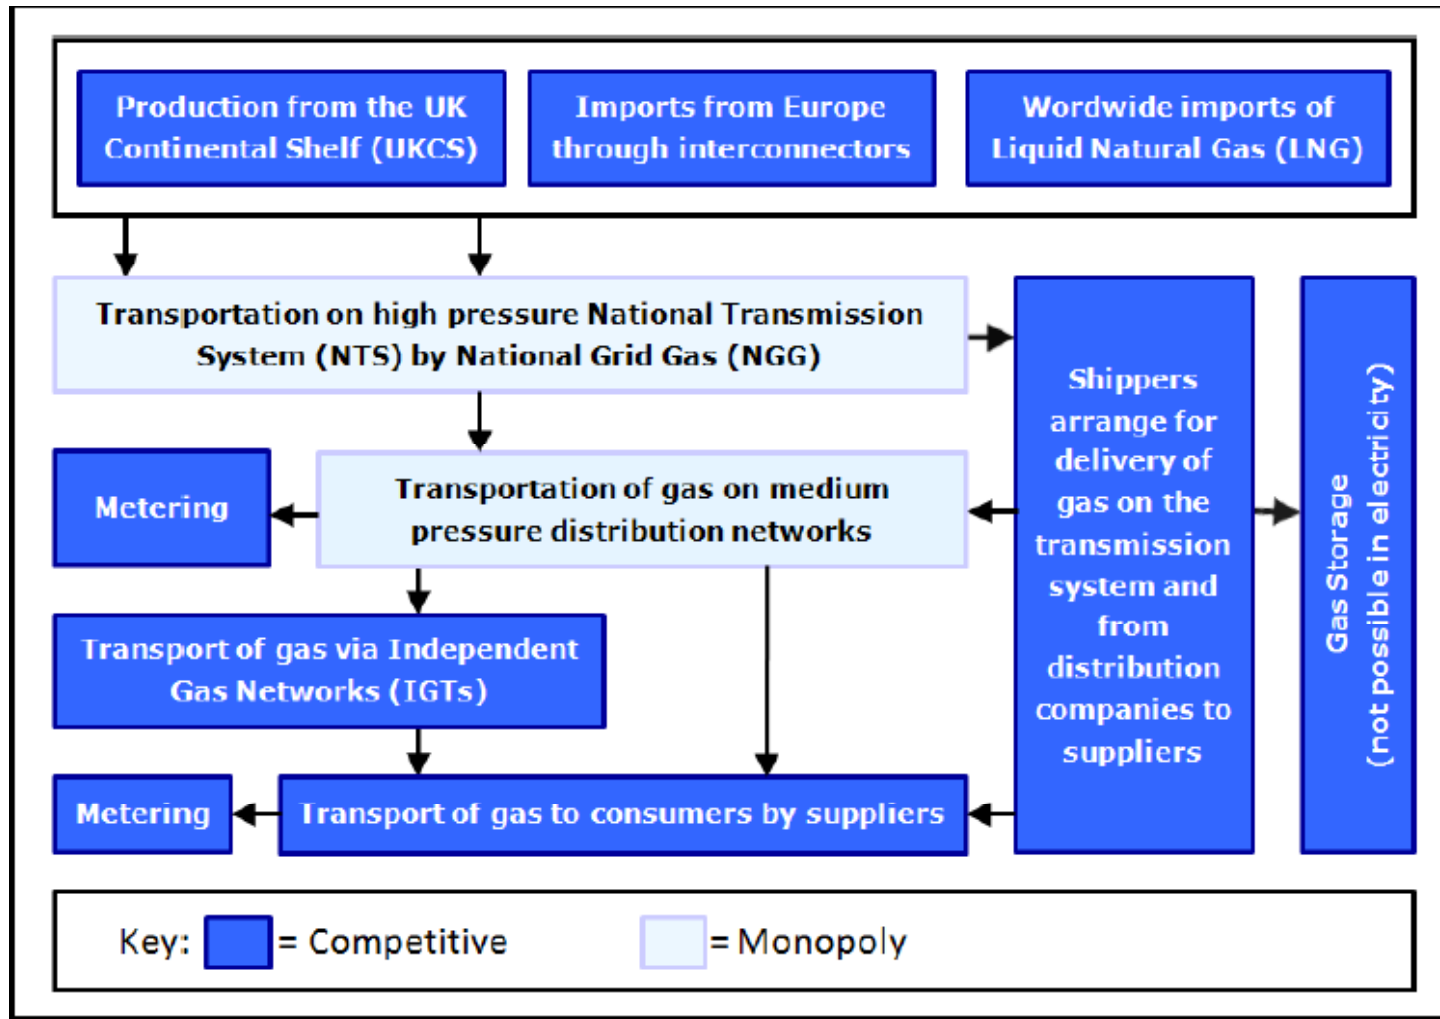 Production from the UK
Continental Shelf (UKCS)
Imports from Europe
through interconnectors
Wordwide imports of
Liquid Natural Gas (LNG)
Transportation on high pressure National Transmission
System (NTS) by National Grid Gas (NGG)
Shippers
arrange for
delivery of
gas on the
transmission
system and
from
distribution
companies to
suppliers
Gas Storage
(not possible in electricity)
Metering
Transportation of gas on medium
pressure distribution networks
Transport of gas via Independent
Gas Networks (IGTs)
Metering
Transport of gas to consumers by suppliers
Key: = Competitive = Monopoly